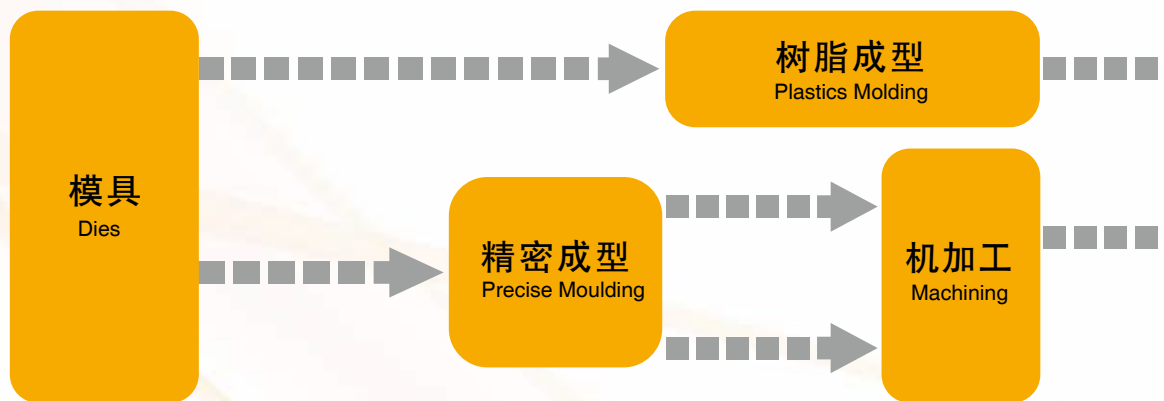 树脂成型
Plastics Molding
模具
Dies
精密成型
Precise Moulding
机加工
Machining